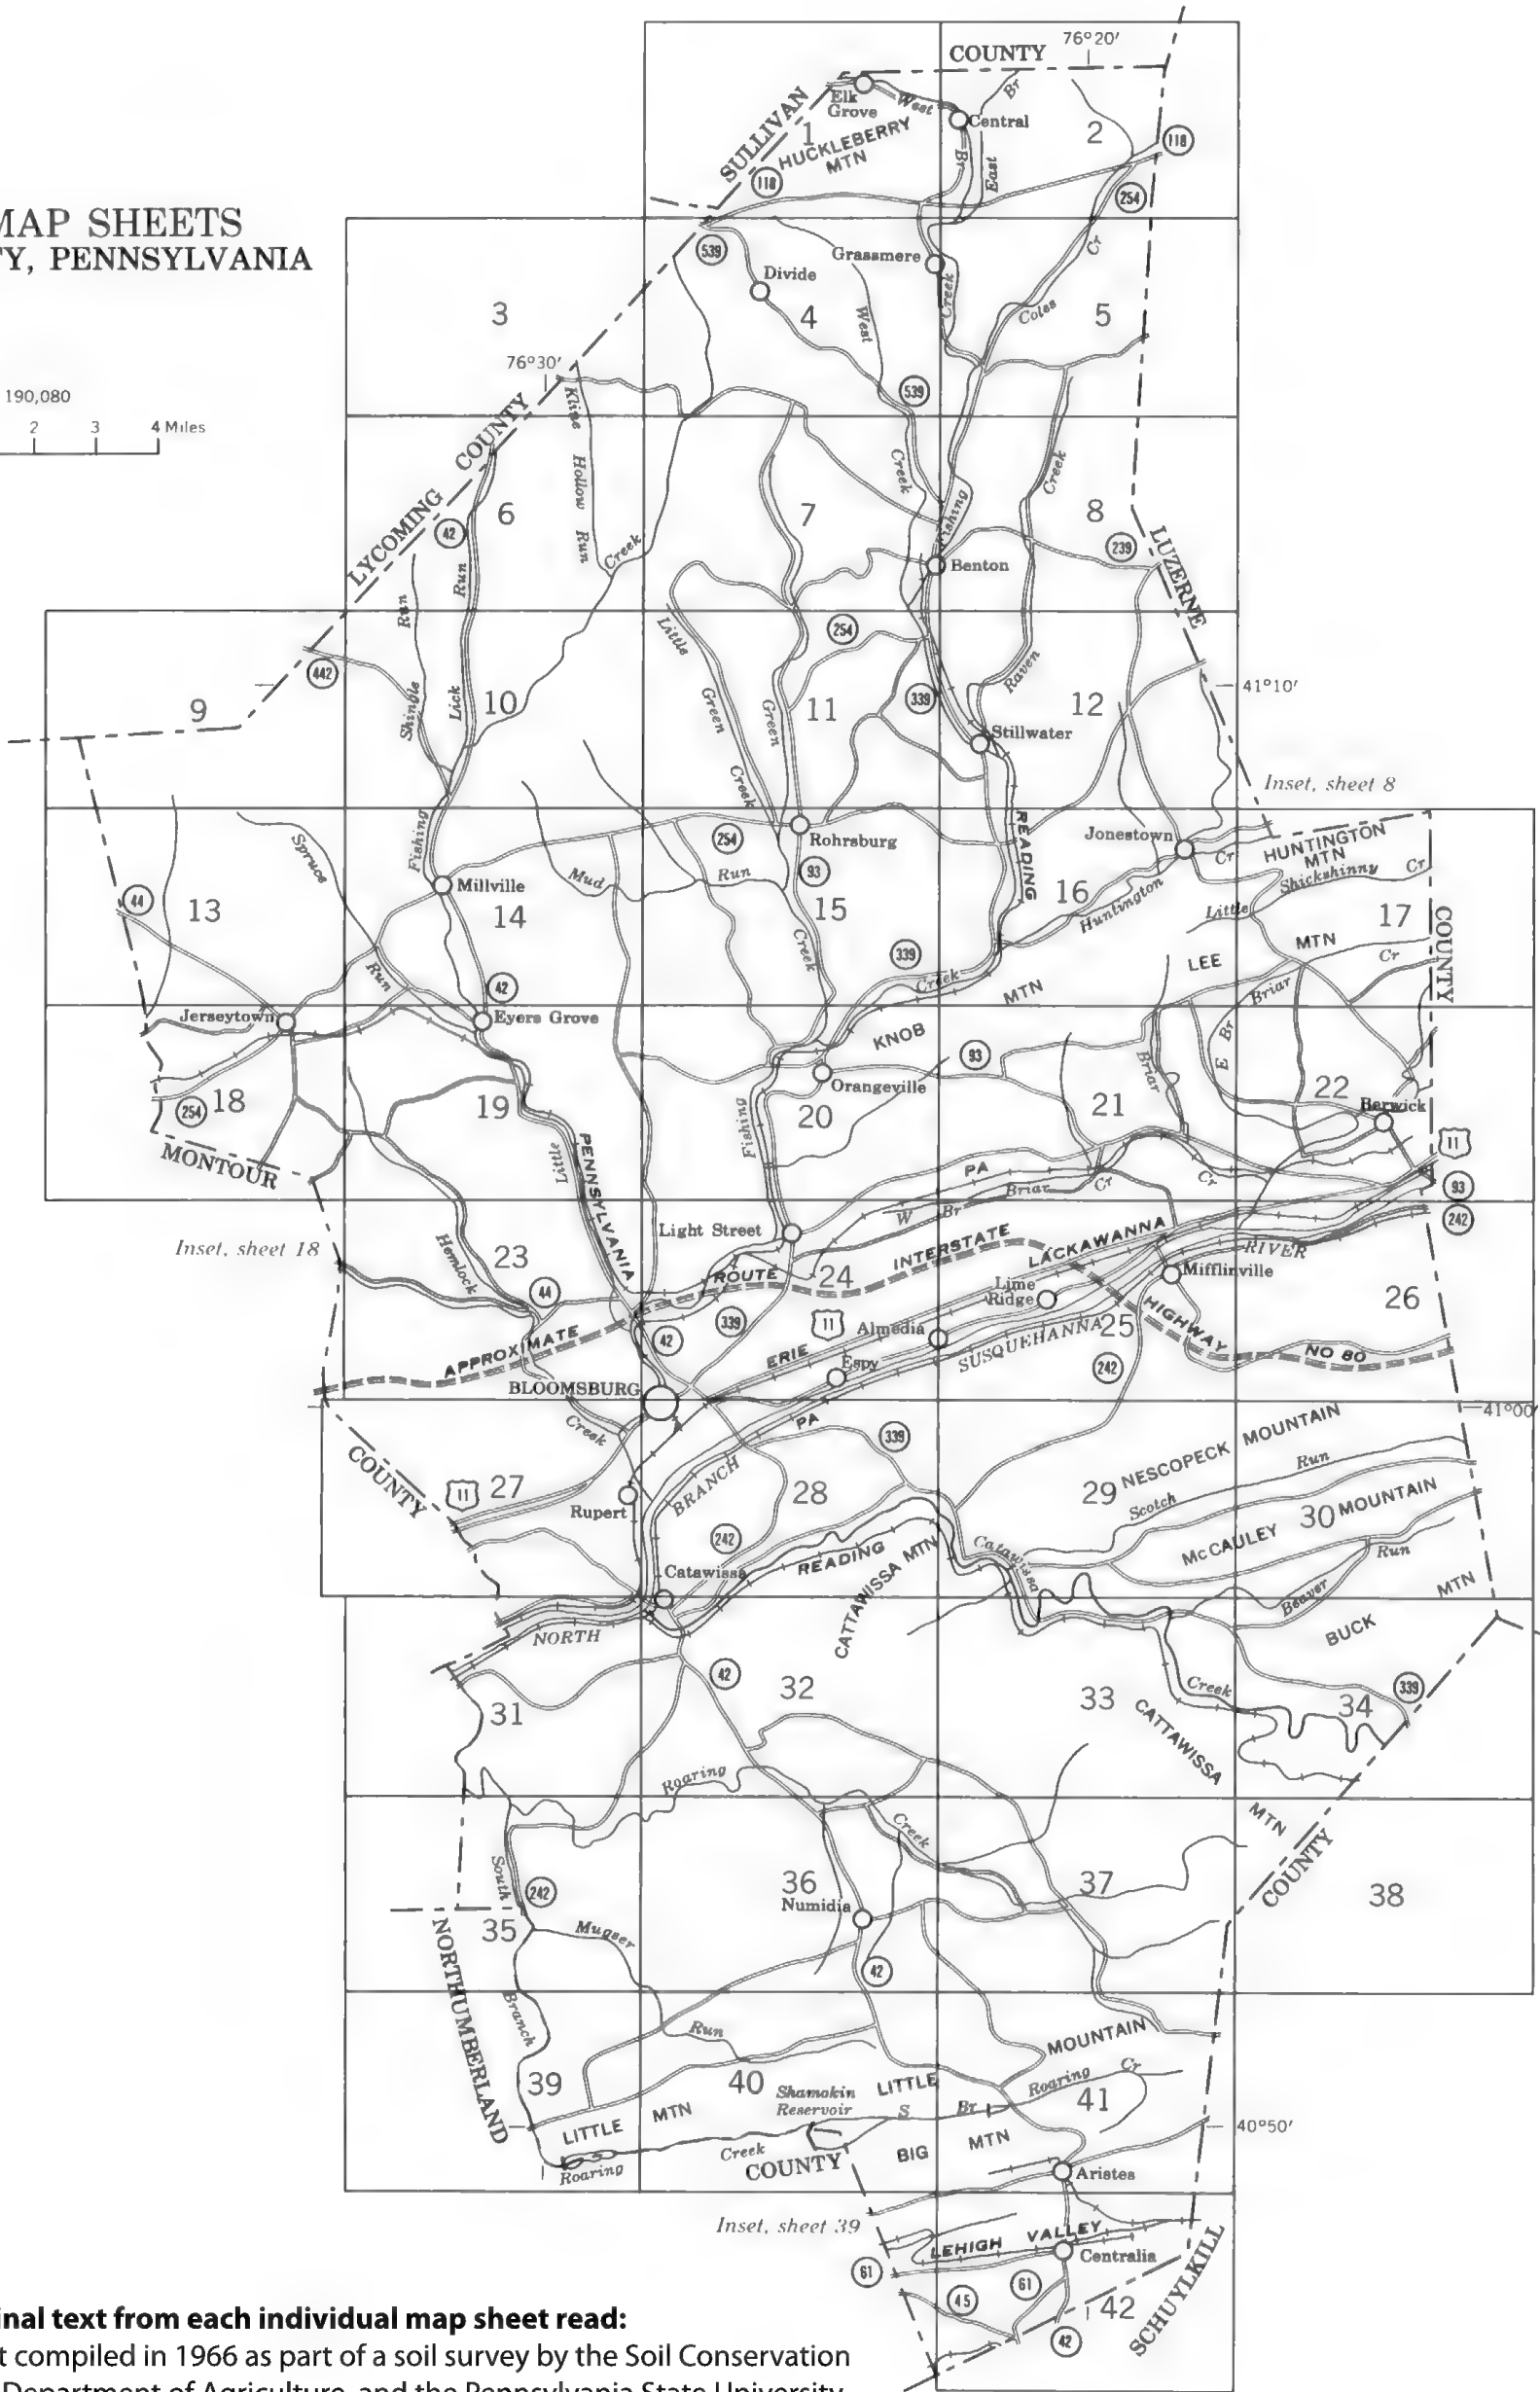 MAP SHEETS
Y, PENNSYLVANIA
190,080
2 3 4 Miles
COUNTY
76°20'
SULLIVAN
Elk
Grove
West
Br
Central
1
HUCKLEBERRY
MTN
2
118
118
Br
East
254
539
Divide
Grassmere
Cr
3
4
West
Creek
Coles
5
76°30'
539
Kline
Hollow
Run
COUNTY
LYCOMING
6
42
Run
Run
Creek
7
Creek
Fishing
Creek
8
239
Benton
LUZERNE
442
9
Shingle
Lick
10
Little
Green
Creek
Green
254
11
339
Raven
12
41°10'
Stillwater
Inset, sheet 8
Fishing
Rohrsburg
254
93
READING
Jonestown
Cr
HUNTINGTON
MTN
Shickshinny
Cr
Spruce
Millville
Mud
Run
44
13
14
15
16
Huntington
Little
17
Run
Creek
339
Creek
MTN
LEE
MTN
Cr
COUNTY
42
Jerseytown
Eyers Grove
KNOB
93
Briar
Br
E
Briar
Orangeville
254
18
19
20
21
22
Berwick
MONTOUR
Little
PENNSYLVANIA
Fishing
PA
11
93
242
W
Br
Briar
Cr
Cr
Light Street
Inset, sheet 18
Hemlock
23
ROUTE
24
INTERSTATE
LACKAWANNA
RIVER
Mifflinville
44
Lime
Ridge
26
APPROXIMATE
42
339
11
Almedia
ERIE
Espy
SUSQUEHANNA
25
HIGHWAY
NO 80
242
BLOOMSBURG
Creek
PA
339
41°00'
COUNTY
11
27
Rupert
BRANCH
28
29
NESCOPECK MOUNTAIN
Scotch
Run
30
McCAULEY
MOUNTAIN
242
READING
Catawissa
CATTAWISSA MTN
Catawissa
Run
Beaver
MTN
NORTH
BUCK
42
31
32
33
Creek
34
339
CATTAWISSA
Roaring
Creek
MTN
COUNTY
South
242
36
Numidia
37
38
35
Mugser
42
NORTHUMBERLAND
Branch
Run
MOUNTAIN
39
40
Shamokin
Reservoir
LITTLE
Roaring
Cr
LITTLE
MTN
S
Br
41
40°50'
Roaring
Creek
COUNTY
BIG
MTN
Aristes
Inset, sheet 39
LEHIGH
VALLEY
Centralia
61
45
61
42
42
SCHUYLKILL
inal text from each individual map sheet read:
t compiled in 1966 as part of a soil survey by the Soil Conservation
Department of Agriculture, and the Pennsylvania State University